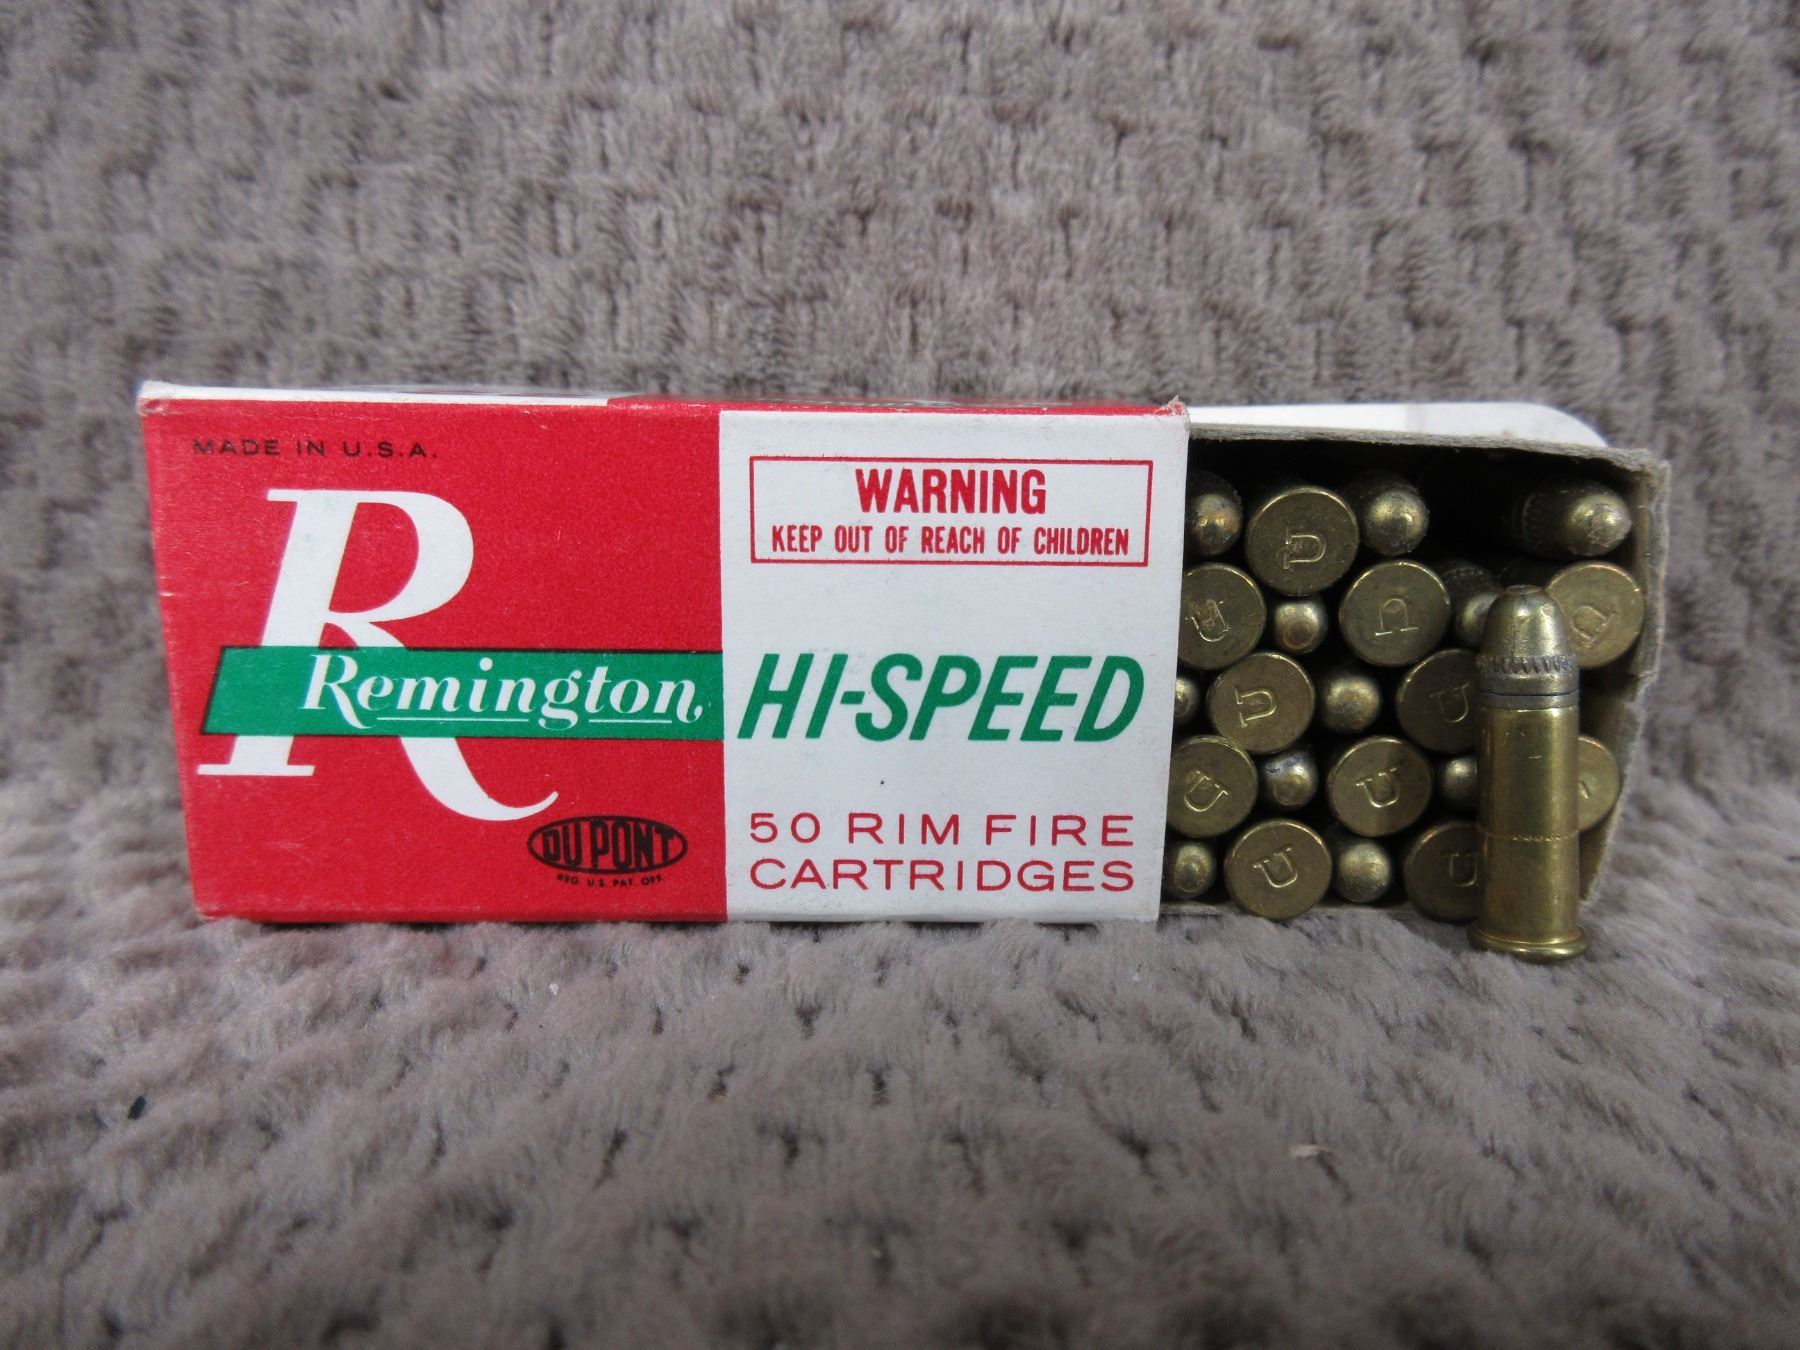 MADE IN U.S.A.
R
Remington
DU PONT
REG. U.S. PAT. OFF.
WARNING
KEEP OUT OF REACH OF CHILDREN
HI-SPEED
50 RIM FIRE
CARTRIDGES
U
U
U
U
U
U
U
U
U
U